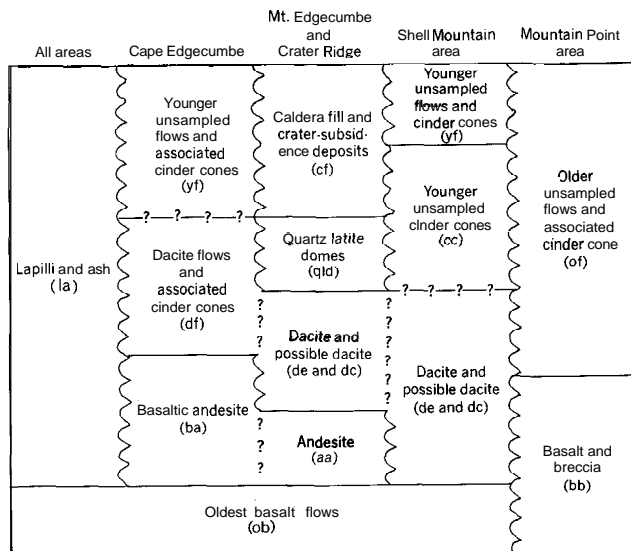 All areas
Cape Edgecumbe
Mt. Edgecumbe
and
Crater Ridge
Shell Mountain
area
Mountain Point
area
Lapilli and ash
(la)
Younger
unsampled
flows and
associated
cinder cones
(yf)
? ? ? ?
Dacite flows
and
associated
cinder cones
(df)
Basaltic andesite
(ba)
Caldera fill and
crater-subsid-
ence deposits
(cf)
Quartz latite
domes
(qld)
?
?
?
?
Dacite and
possible dacite
(de and dc)
?
?
?
Andesite
(aa)
Younger
unsampled
flows and
cinder cones
(yf)
Younger
unsampled
cinder cones
(cc)
? ? ? ?
?
?
?
?
?
?
Dacite and
possible dacite
(de and dc)
Older
unsampled
flows and
associated
cinder cone
(of)
Basalt and
breccia
(bb)
Oldest basalt flows
(ob)